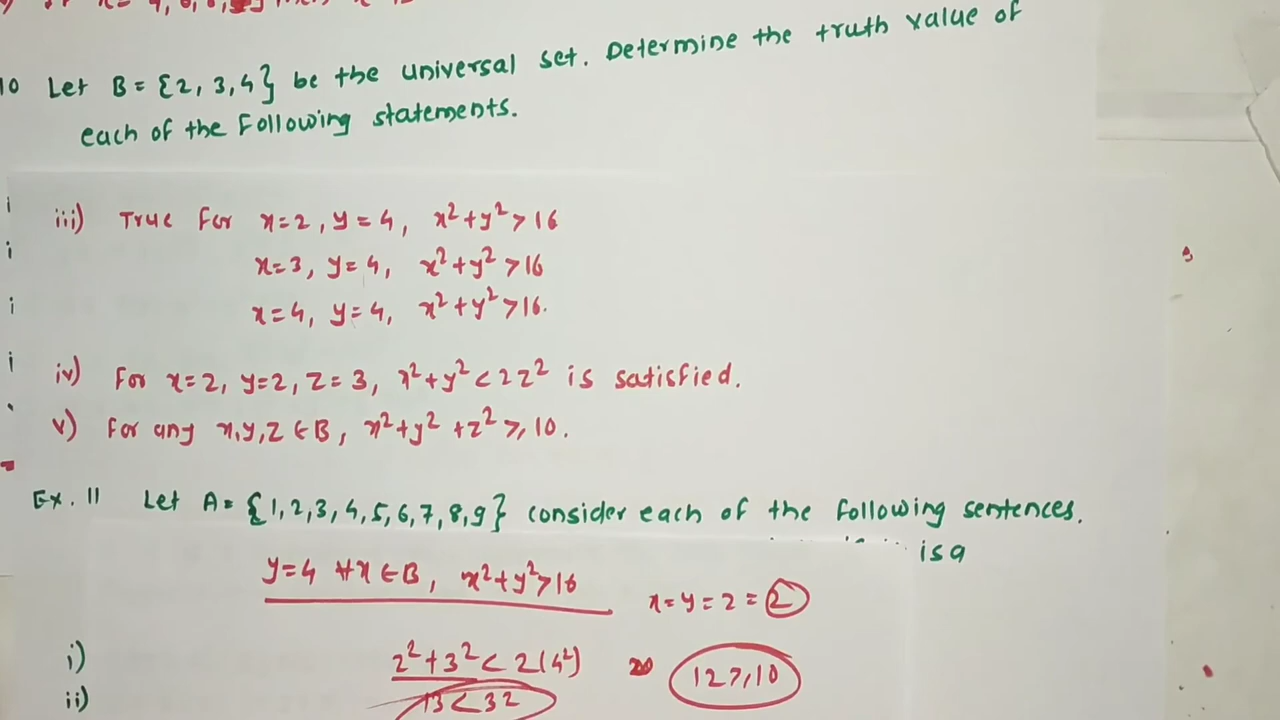 10 Let B = {2, 3, 4} be the universal set. Determine the truth value of
each of the Following statements.
iii) True for x=2, y=4, x²+y²>16
x=3, y=4, x²+y²>16
x=4, y=4, x²+y²>16.
iv) For x=2, y=2, z=3, x²+y²<2z² is satisfied.
v) For any x,y,z ∈ B, x²+y²+z² ≥ 10.
Ex. 11 Let A = {1,2,3,4,5,6,7,8,9} consider each of the following sentences.
is a
y=4 ∀x∈B, x²+y²>16
x=y=z=2
i) 2²+3²<2(4²) 12≥10
ii) 13<32